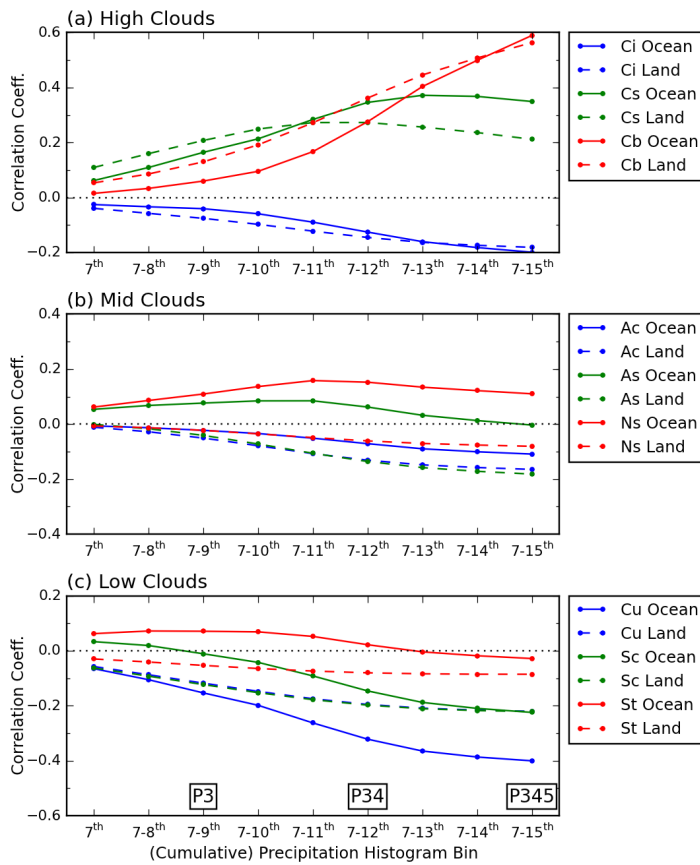 (a) High Clouds
0.6
0.4
0.2
0.0
−0.2
Correlation Coeff.
7th 7-8th 7-9th 7-10th 7-11th 7-12th 7-13th 7-14th 7-15th
Ci Ocean
Ci Land
Cs Ocean
Cs Land
Cb Ocean
Cb Land
(b) Mid Clouds
0.4
0.2
0.0
−0.2
−0.4
Correlation Coeff.
7th 7-8th 7-9th 7-10th 7-11th 7-12th 7-13th 7-14th 7-15th
Ac Ocean
Ac Land
As Ocean
As Land
Ns Ocean
Ns Land
(c) Low Clouds
0.2
0.0
−0.2
−0.4
−0.6
Correlation Coeff.
P3 P34 P345
7th 7-8th 7-9th 7-10th 7-11th 7-12th 7-13th 7-14th 7-15th
(Cumulative) Precipitation Histogram Bin
Cu Ocean
Cu Land
Sc Ocean
Sc Land
St Ocean
St Land